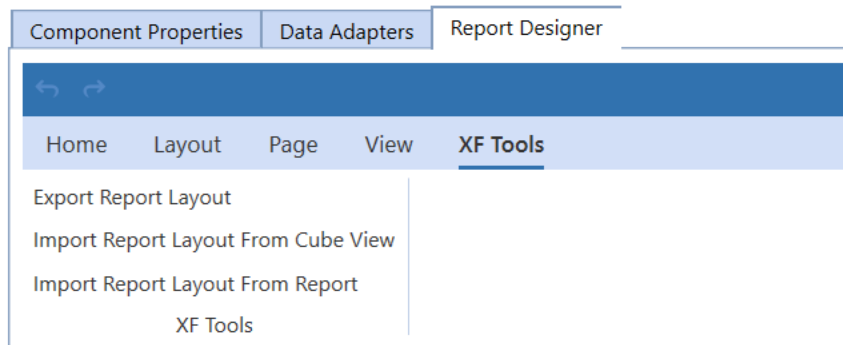 Component Properties Data Adapters Report Designer
Home Layout Page View XF Tools
Export Report Layout
Import Report Layout From Cube View
Import Report Layout From Report
XF Tools